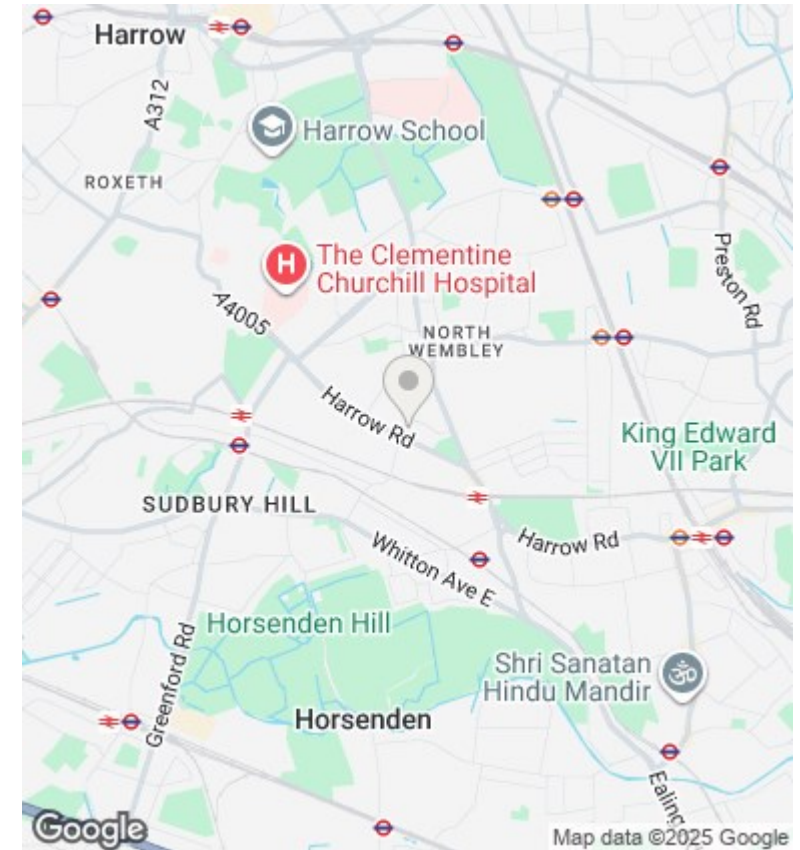 Harrow
A312
Harrow School
ROXETH
The Clementine
Churchill Hospital
Preston Rd
A4005
NORTH
WEMBLEY
Harrow Rd
King Edward
VII Park
SUDBURY HILL
Harrow Rd
Whitton Ave E
Horsenden Hill
Greenford Rd
Shri Sanatan
Hindu Mandir
Horsenden
Ealing
Google
Map data ©2025 Google